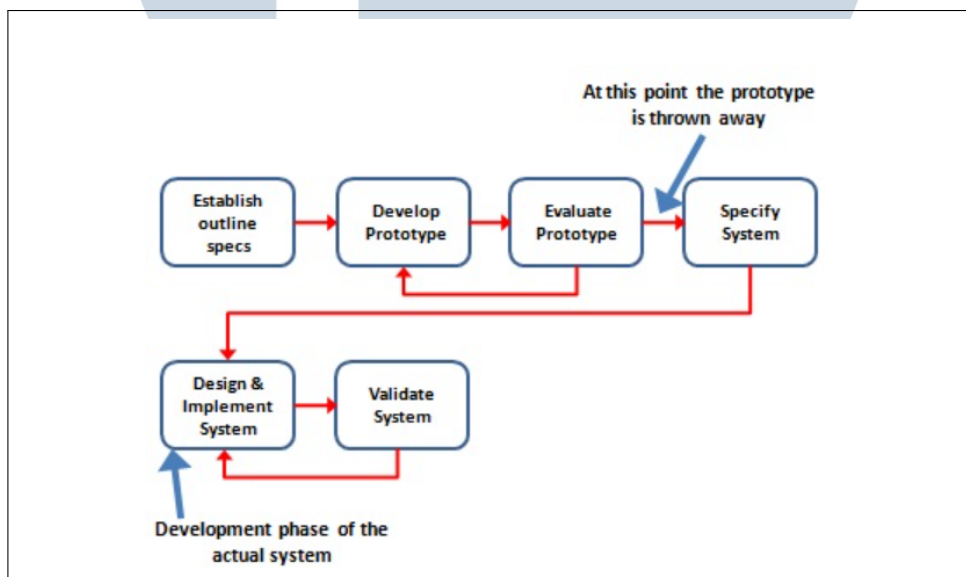 At this point the prototype
is thrown away
Establish
outline
specs
Develop
Prototype
Evaluate
Prototype
Specify
System
Design &
Implement
System
Validate
System
Development phase of the
actual system